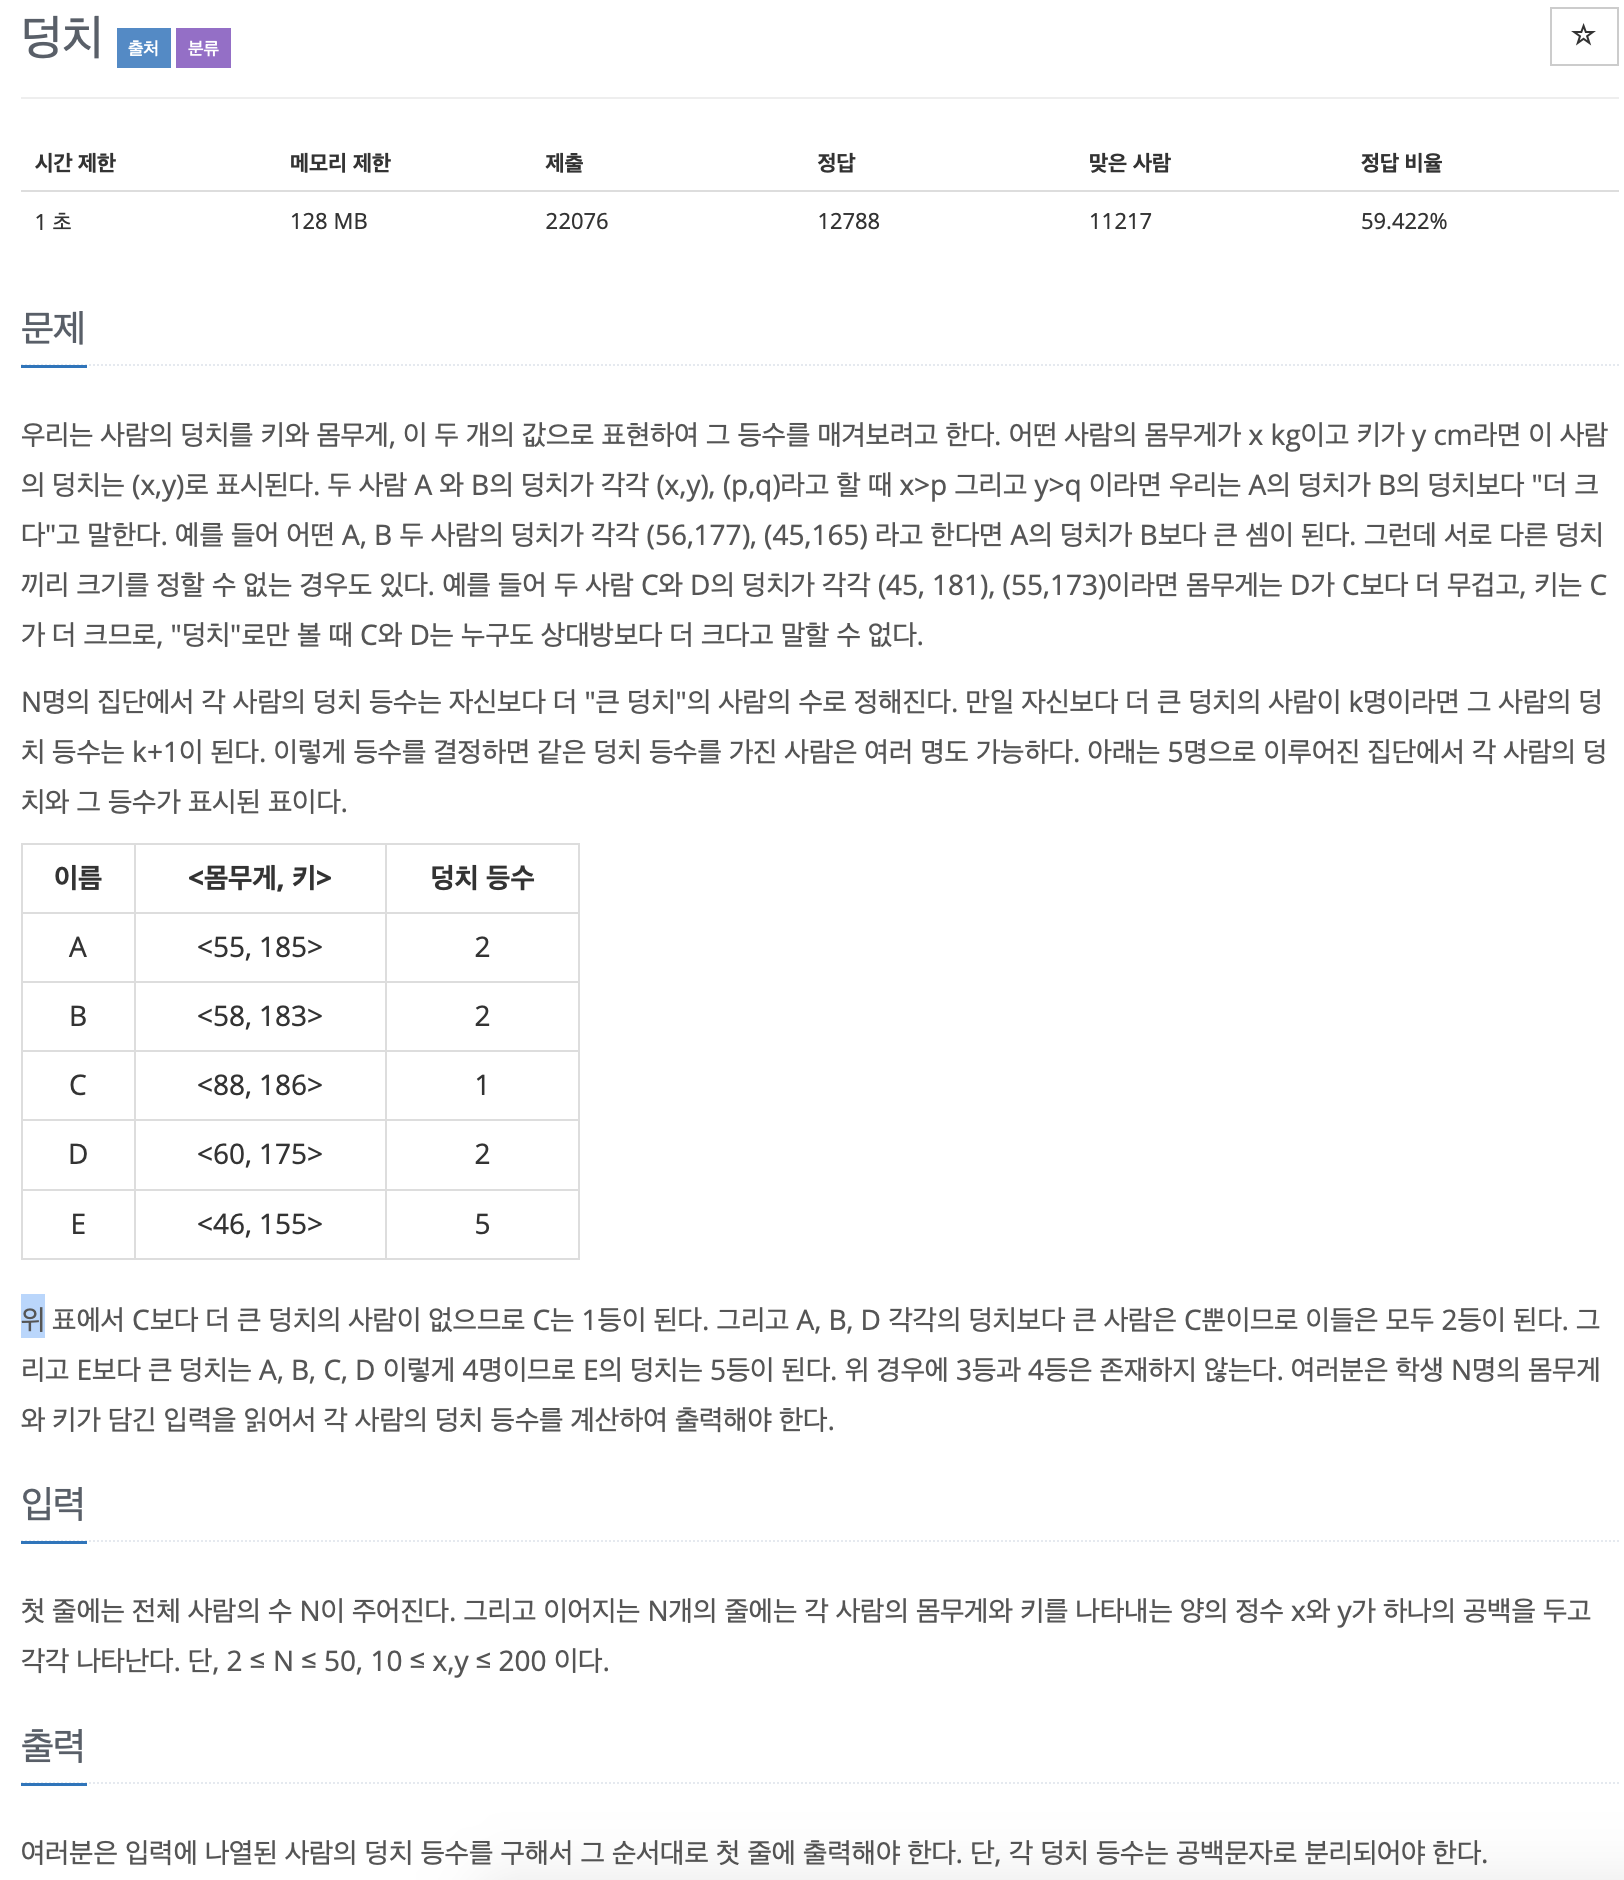 덩치 출처 분류
☆
시간 제한 메모리 제한 제출 정답 맞은 사람 정답 비율
1 초 128 MB 22076 12788 11217 59.422%
문제
우리는 사람의 덩치를 키와 몸무게, 이 두 개의 값으로 표현하여 그 등수를 매겨보려고 한다. 어떤 사람의 몸무게가 x kg이고 키가 y cm라면 이 사람
의 덩치는 (x,y)로 표시된다. 두 사람 A 와 B의 덩치가 각각 (x,y), (p,q)라고 할 때 x>p 그리고 y>q 이라면 우리는 A의 덩치가 B의 덩치보다 "더 크
다"고 말한다. 예를 들어 어떤 A, B 두 사람의 덩치가 각각 (56,177), (45,165) 라고 한다면 A의 덩치가 B보다 큰 셈이 된다. 그런데 서로 다른 덩치
끼리 크기를 정할 수 없는 경우도 있다. 예를 들어 두 사람 C와 D의 덩치가 각각 (45, 181), (55,173)이라면 몸무게는 D가 C보다 더 무겁고, 키는 C
가 더 크므로, "덩치"로만 볼 때 C와 D는 누구도 상대방보다 더 크다고 말할 수 없다.
N명의 집단에서 각 사람의 덩치 등수는 자신보다 더 "큰 덩치"의 사람의 수로 정해진다. 만일 자신보다 더 큰 덩치의 사람이 k명이라면 그 사람의 덩
치 등수는 k+1이 된다. 이렇게 등수를 결정하면 같은 덩치 등수를 가진 사람은 여러 명도 가능하다. 아래는 5명으로 이루어진 집단에서 각 사람의 덩
치와 그 등수가 표시된 표이다.
이름 <몸무게, 키> 덩치 등수
A <55, 185> 2
B <58, 183> 2
C <88, 186> 1
D <60, 175> 2
E <46, 155> 5
위 표에서 C보다 더 큰 덩치의 사람이 없으므로 C는 1등이 된다. 그리고 A, B, D 각각의 덩치보다 큰 사람은 C뿐이므로 이들은 모두 2등이 된다. 그
리고 E보다 큰 덩치는 A, B, C, D 이렇게 4명이므로 E의 덩치는 5등이 된다. 위 경우에 3등과 4등은 존재하지 않는다. 여러분은 학생 N명의 몸무게
와 키가 담긴 입력을 읽어서 각 사람의 덩치 등수를 계산하여 출력해야 한다.
입력
첫 줄에는 전체 사람의 수 N이 주어진다. 그리고 이어지는 N개의 줄에는 각 사람의 몸무게와 키를 나타내는 양의 정수 x와 y가 하나의 공백을 두고
각각 나타난다. 단, 2 ≤ N ≤ 50, 10 ≤ x,y ≤ 200 이다.
출력
여러분은 입력에 나열된 사람의 덩치 등수를 구해서 그 순서대로 첫 줄에 출력해야 한다. 단, 각 덩치 등수는 공백문자로 분리되어야 한다.